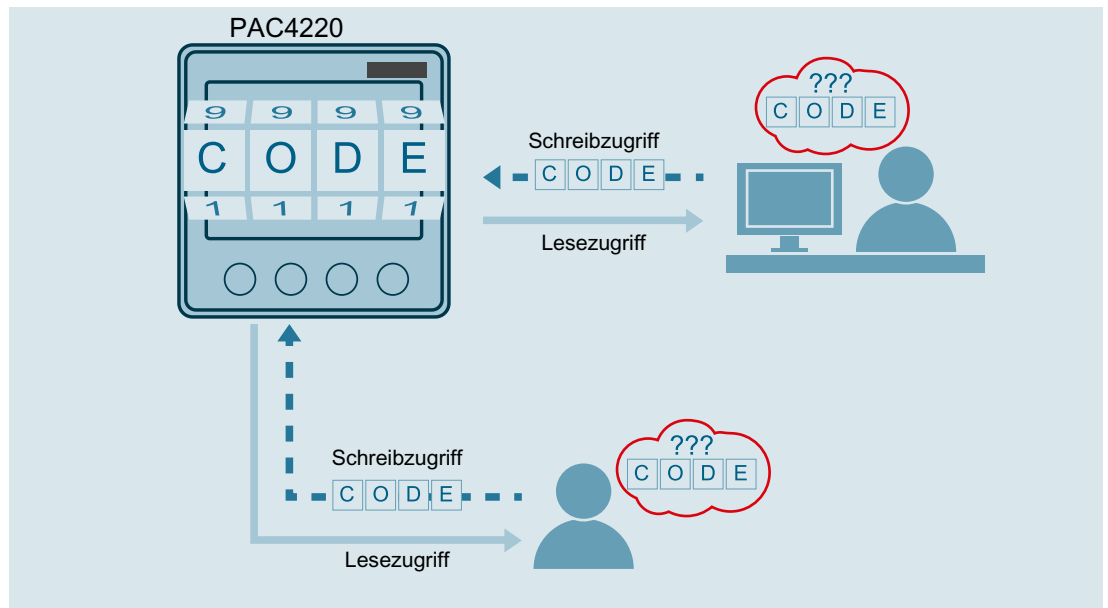 PAC4220
9 9 9 9
C O D E
1 1 1 1
???
C O D E
Schreibzugriff
C O D E
Lesezugriff
???
C O D E
Schreibzugriff
C O D E
Lesezugriff